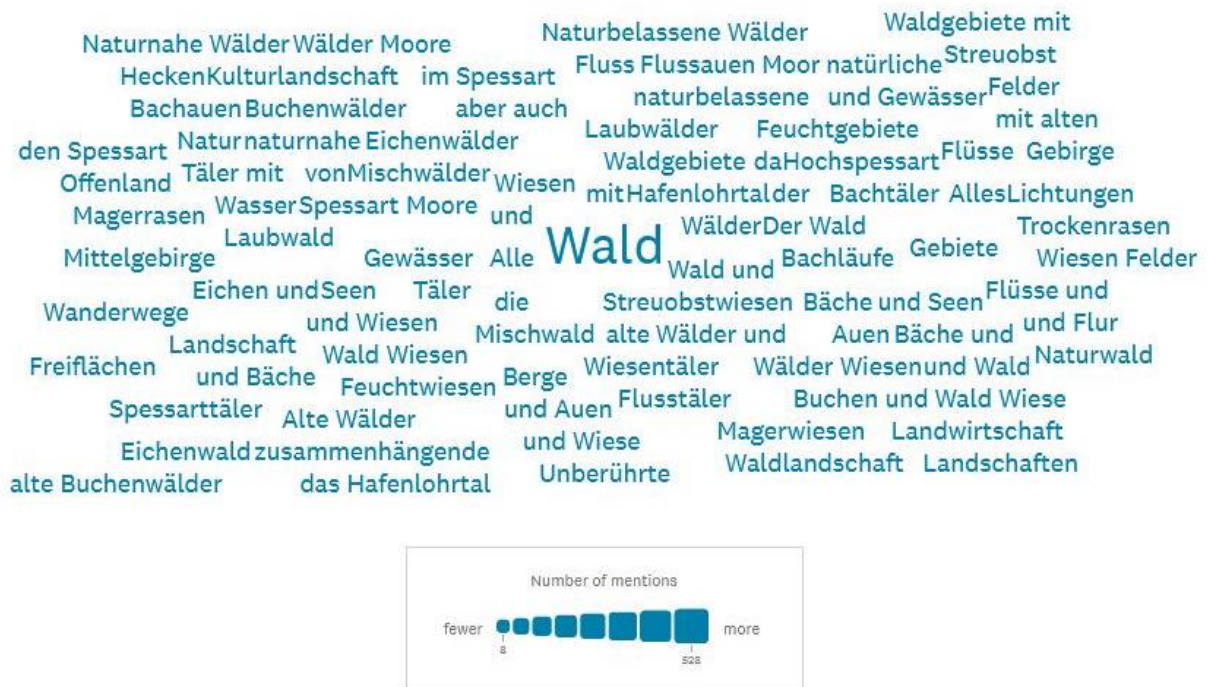 Naturnahe Wälder Wälder Moore Naturbelassene Wälder Waldgebiete mit
Hecken Kulturlandschaft im Spessart Fluss Flussauen Moor natürliche Streuobst
Bachauen Buchenwälder aber auch naturbelassene und Gewässer Felder
den Spessart Natur naturnahe Eichenwälder Laubwälder Feuchtgebiete mit alten
Offenland Täler mit von Mischwälder Wiesen Waldgebiete da Hochspessart Flüsse Gebirge
Magerrasen Wasser Spessart Moore und mit Hafenlohrtal der Bachtäler Alles Lichtungen
Mittelgebirge Laubwald Gewässer Alle Wald Wälder Der Wald Trockenrasen
Wald und Bachläufe Gebiete Wiesen Felder
Wanderwege Eichen und Seen Täler die Streuobstwiesen Bäche und Seen Flüsse und
und Wiesen Mischwald alte Wälder und Auen Bäche und und Flur
Freiflächen Landschaft Wald Wiesen Wiesentäler Wälder Wiesen und Wald Naturwald
und Bäche Feuchtwiesen Berge
Spessarttäler Alte Wälder und Auen Flusstäler Buchen und Wald Wiese
Eichenwald zusammenhängende und Wiese Magerwiesen Landwirtschaft
alte Buchenwälder das Hafenlohrtal Unberührte Waldlandschaft Landschaften
Number of mentions
fewer more
8 528